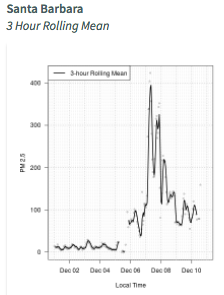 Santa Barbara
3 Hour Rolling Mean
3-hour Rolling Mean
400
300
200
100
0
PM 2.5
Dec 02 Dec 04 Dec 06 Dec 08 Dec 10
Local Time